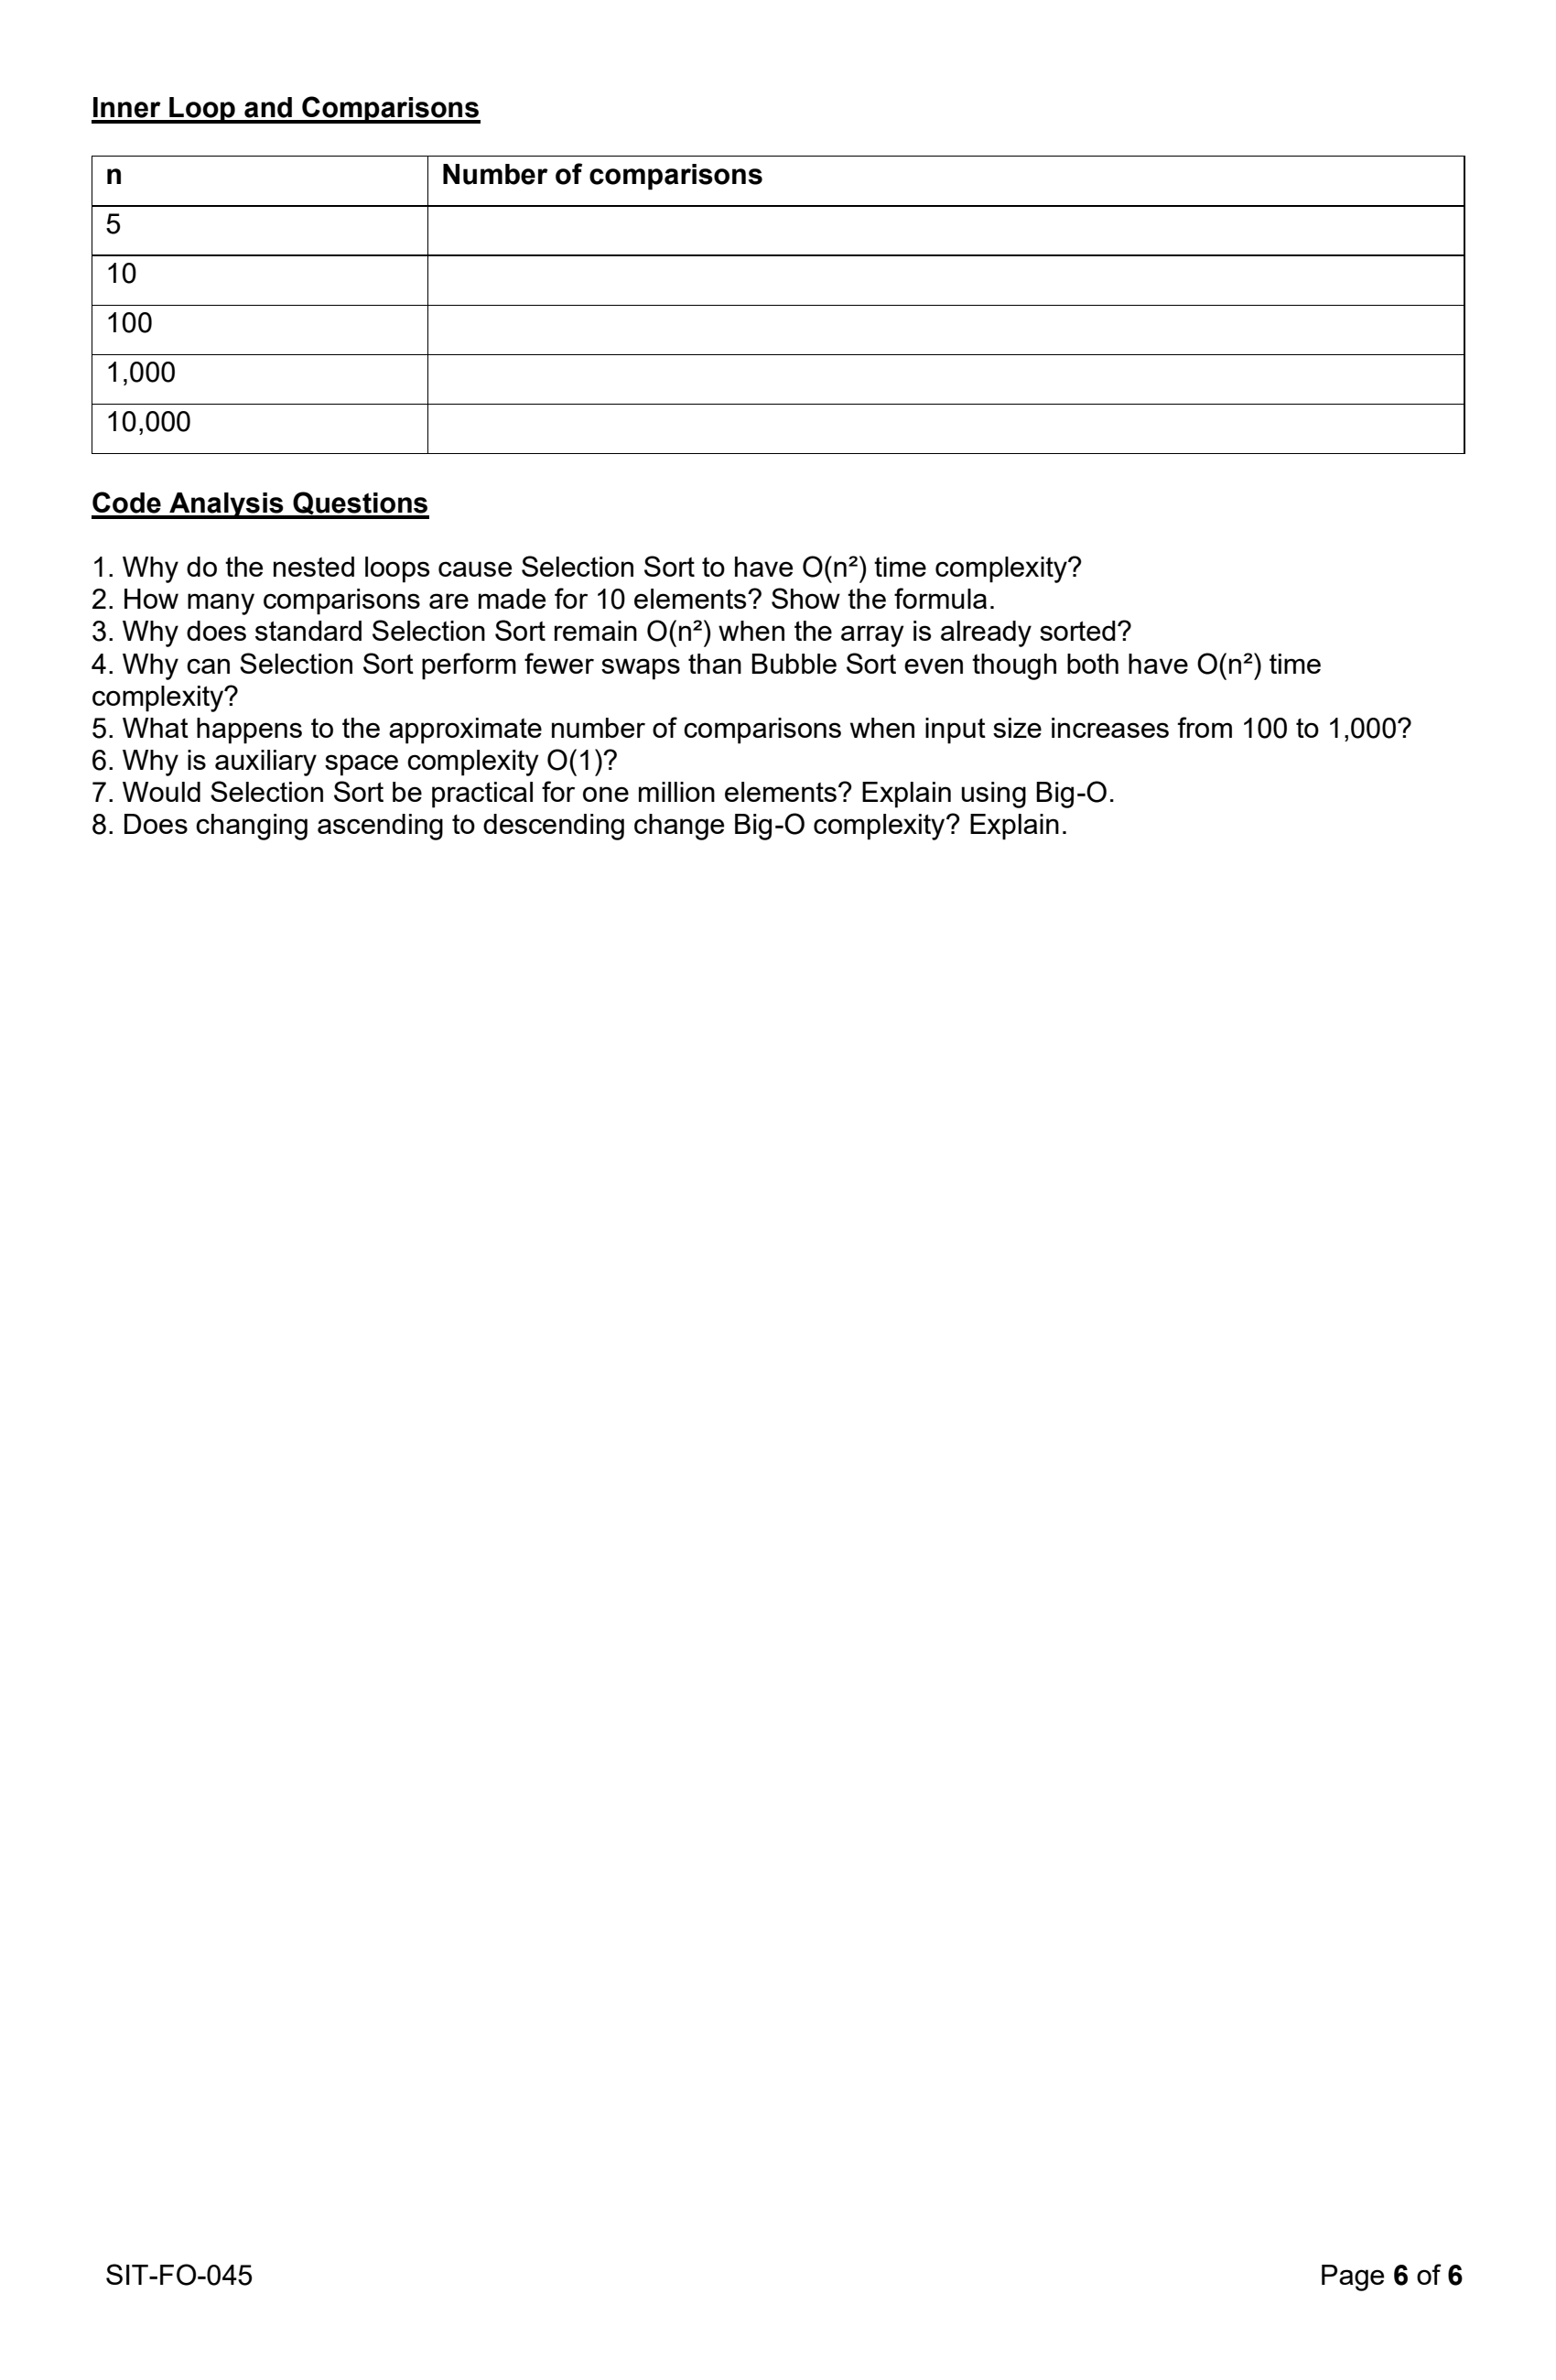 Inner Loop and Comparisons
n Number of comparisons
5
10
100
1,000
10,000
Code Analysis Questions
1. Why do the nested loops cause Selection Sort to have O(n²) time complexity?
2. How many comparisons are made for 10 elements? Show the formula.
3. Why does standard Selection Sort remain O(n²) when the array is already sorted?
4. Why can Selection Sort perform fewer swaps than Bubble Sort even though both have O(n²) time
complexity?
5. What happens to the approximate number of comparisons when input size increases from 100 to 1,000?
6. Why is auxiliary space complexity O(1)?
7. Would Selection Sort be practical for one million elements? Explain using Big-O.
8. Does changing ascending to descending change Big-O complexity? Explain.
SIT-FO-045 Page 6 of 6